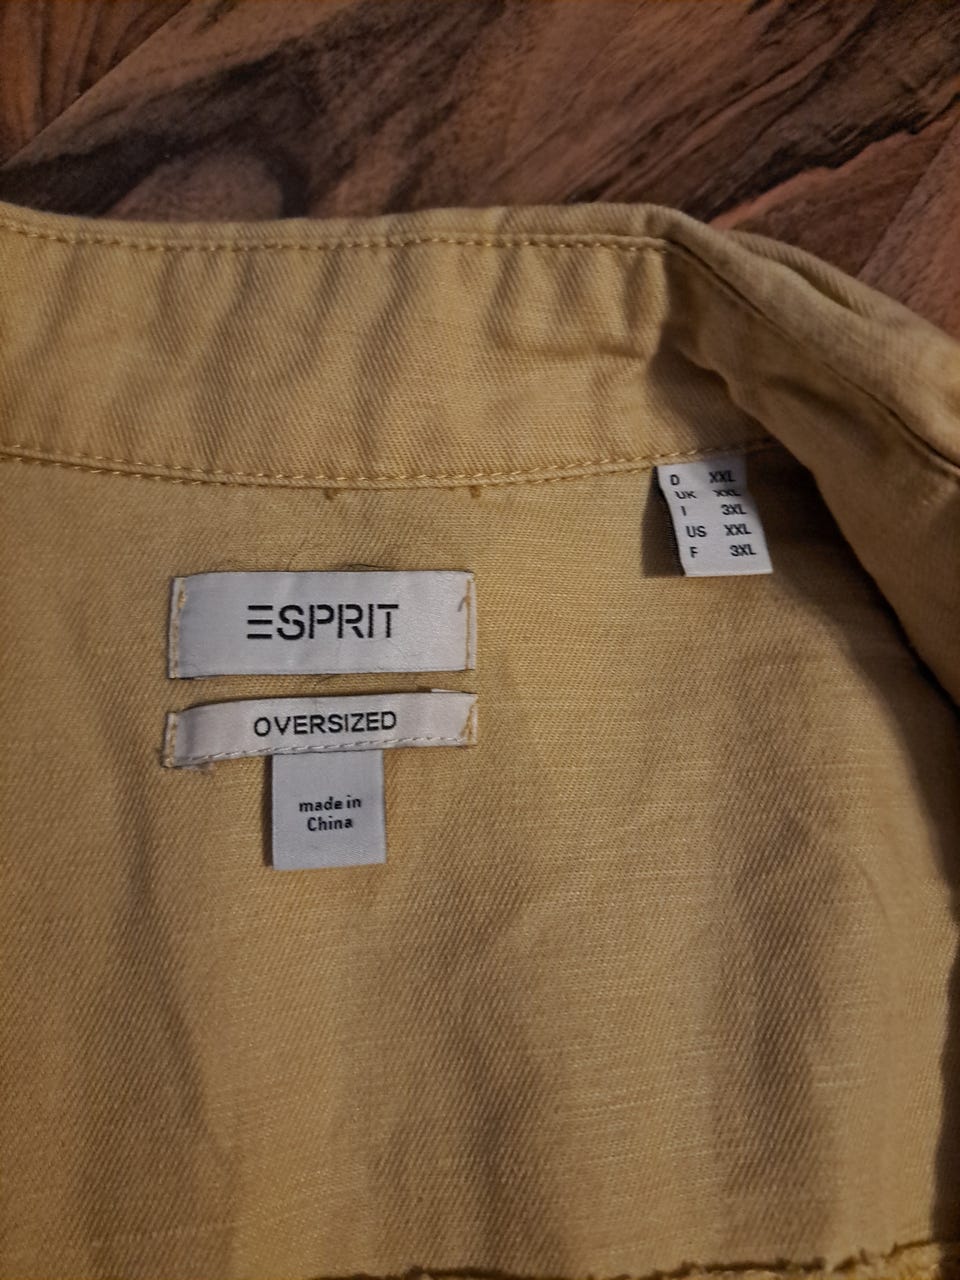 D XXL
UK XXL
I 3XL
US XXL
F 3XL
ESPRIT
OVERSIZED
made in
China